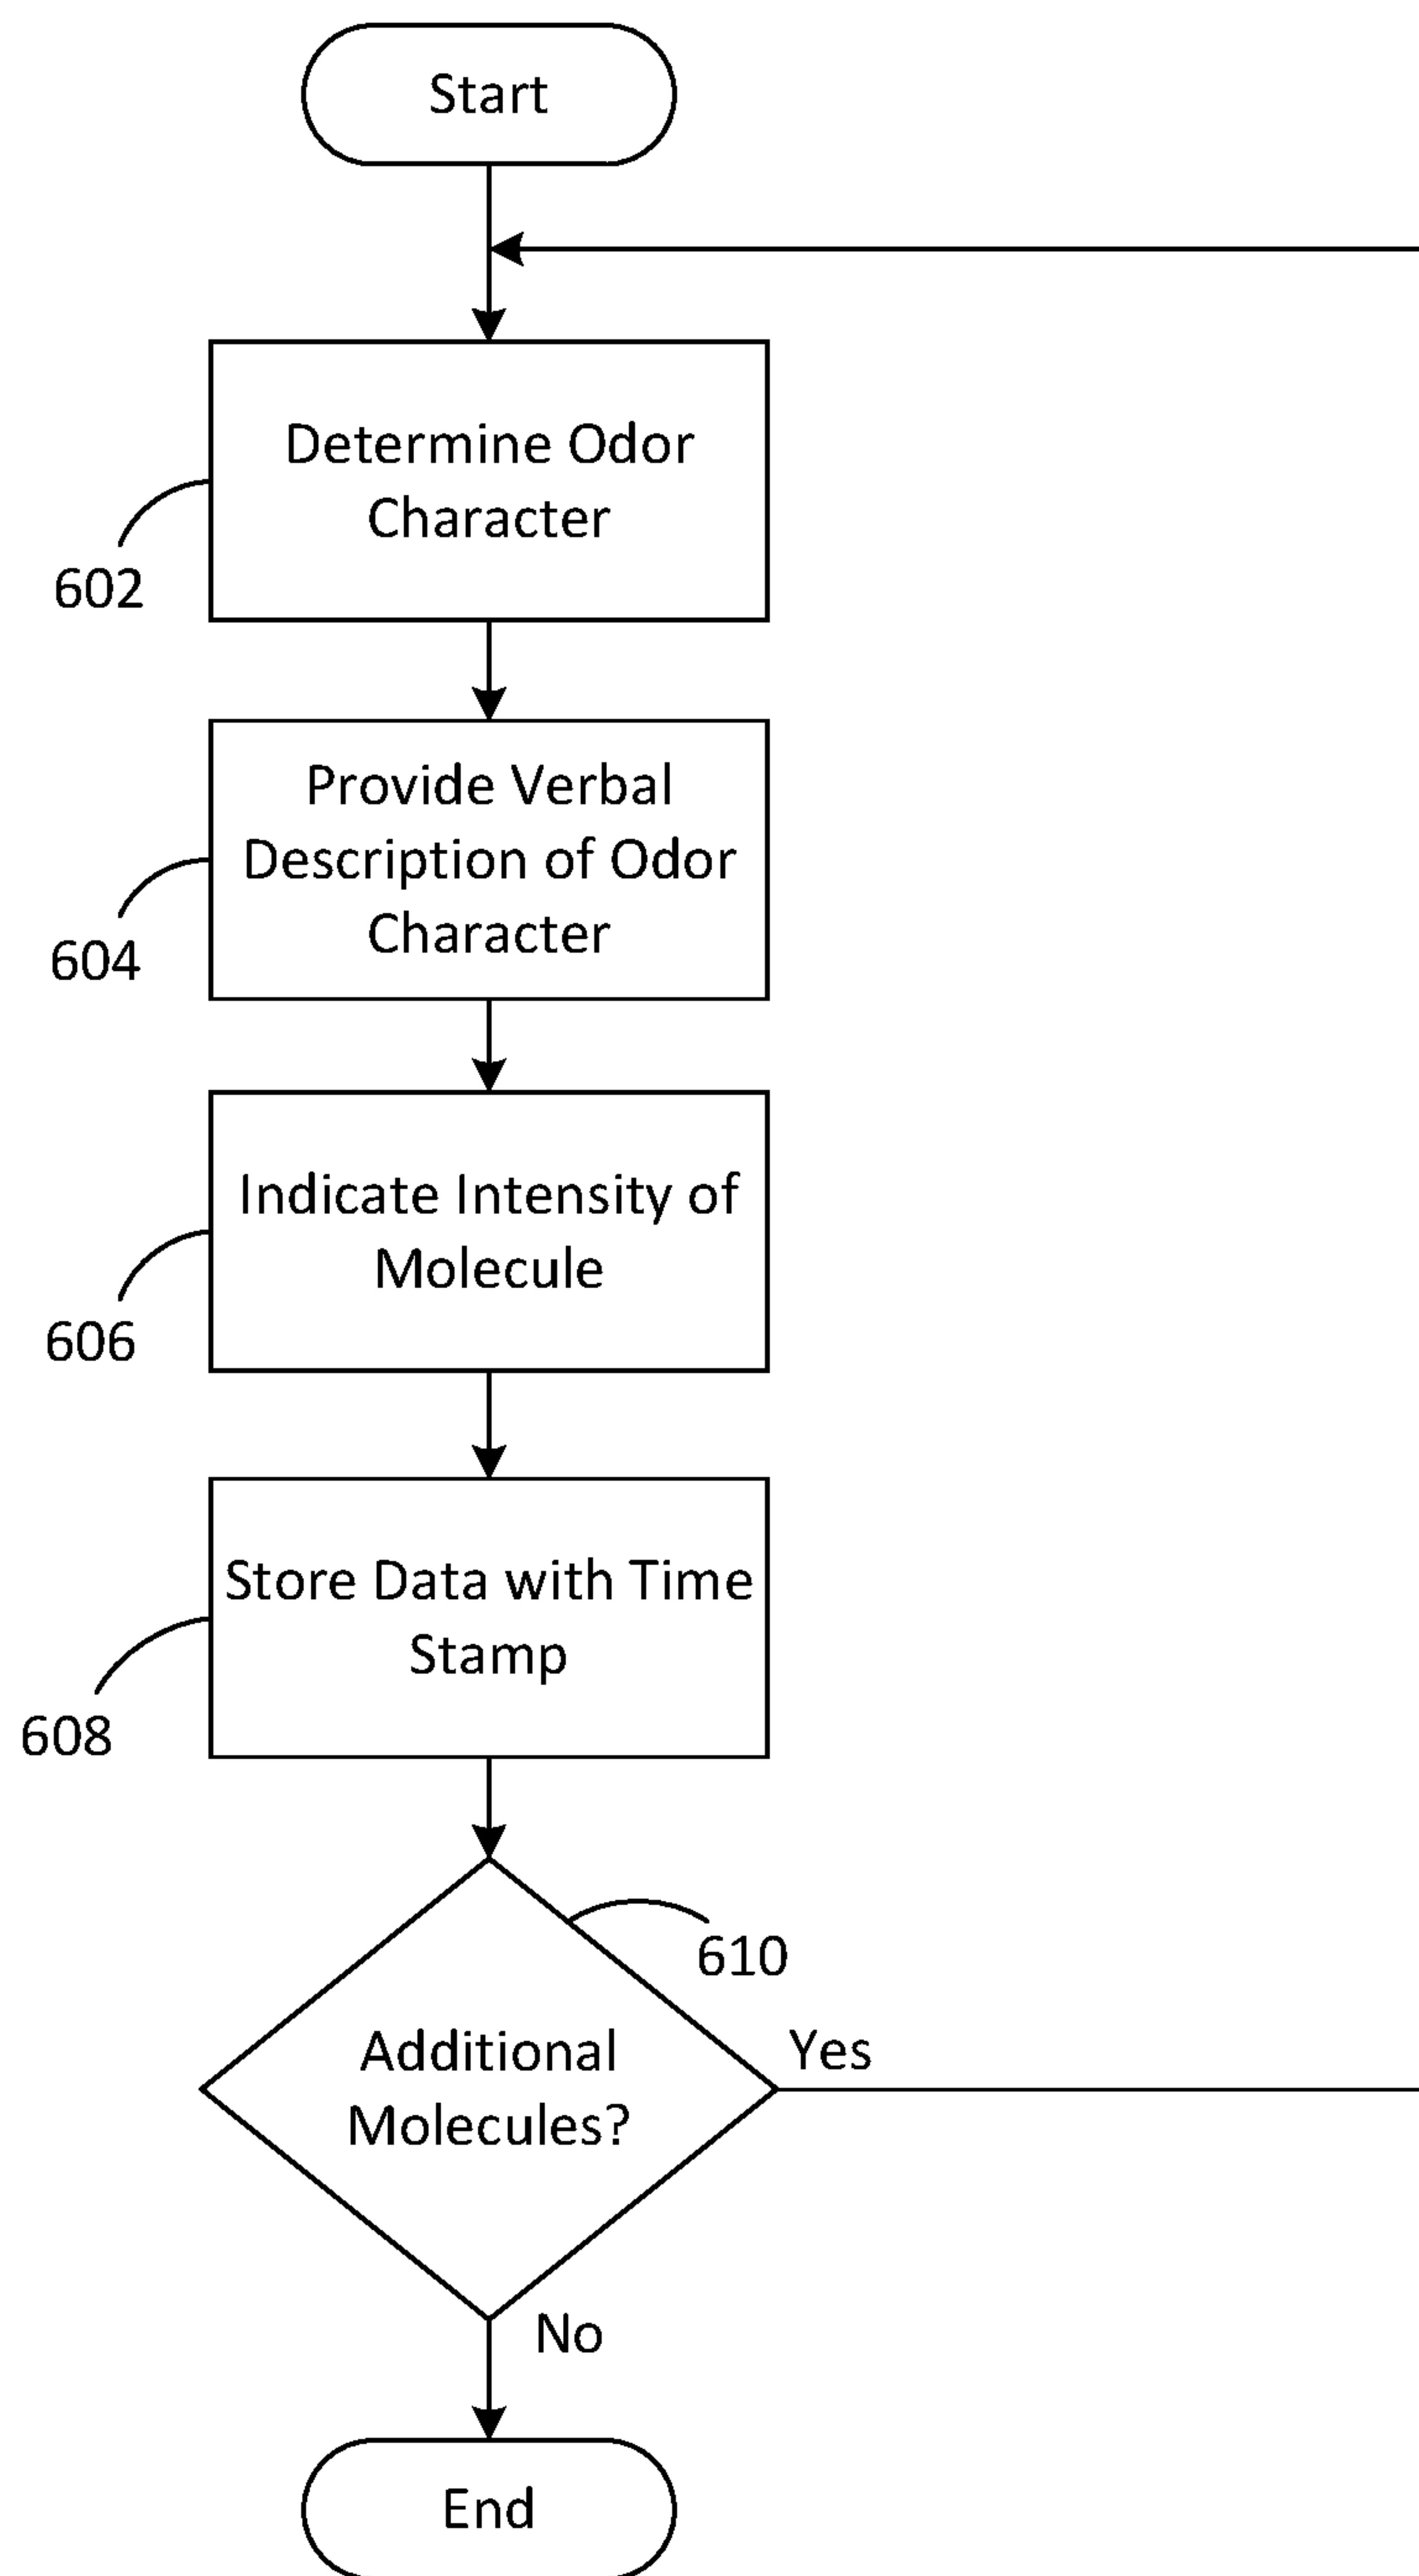 Start
Determine Odor
Character
602
Provide Verbal
Description of Odor
Character
604
Indicate Intensity of
Molecule
606
Store Data with Time
Stamp
608
610
Additional
Molecules?
Yes
No
End